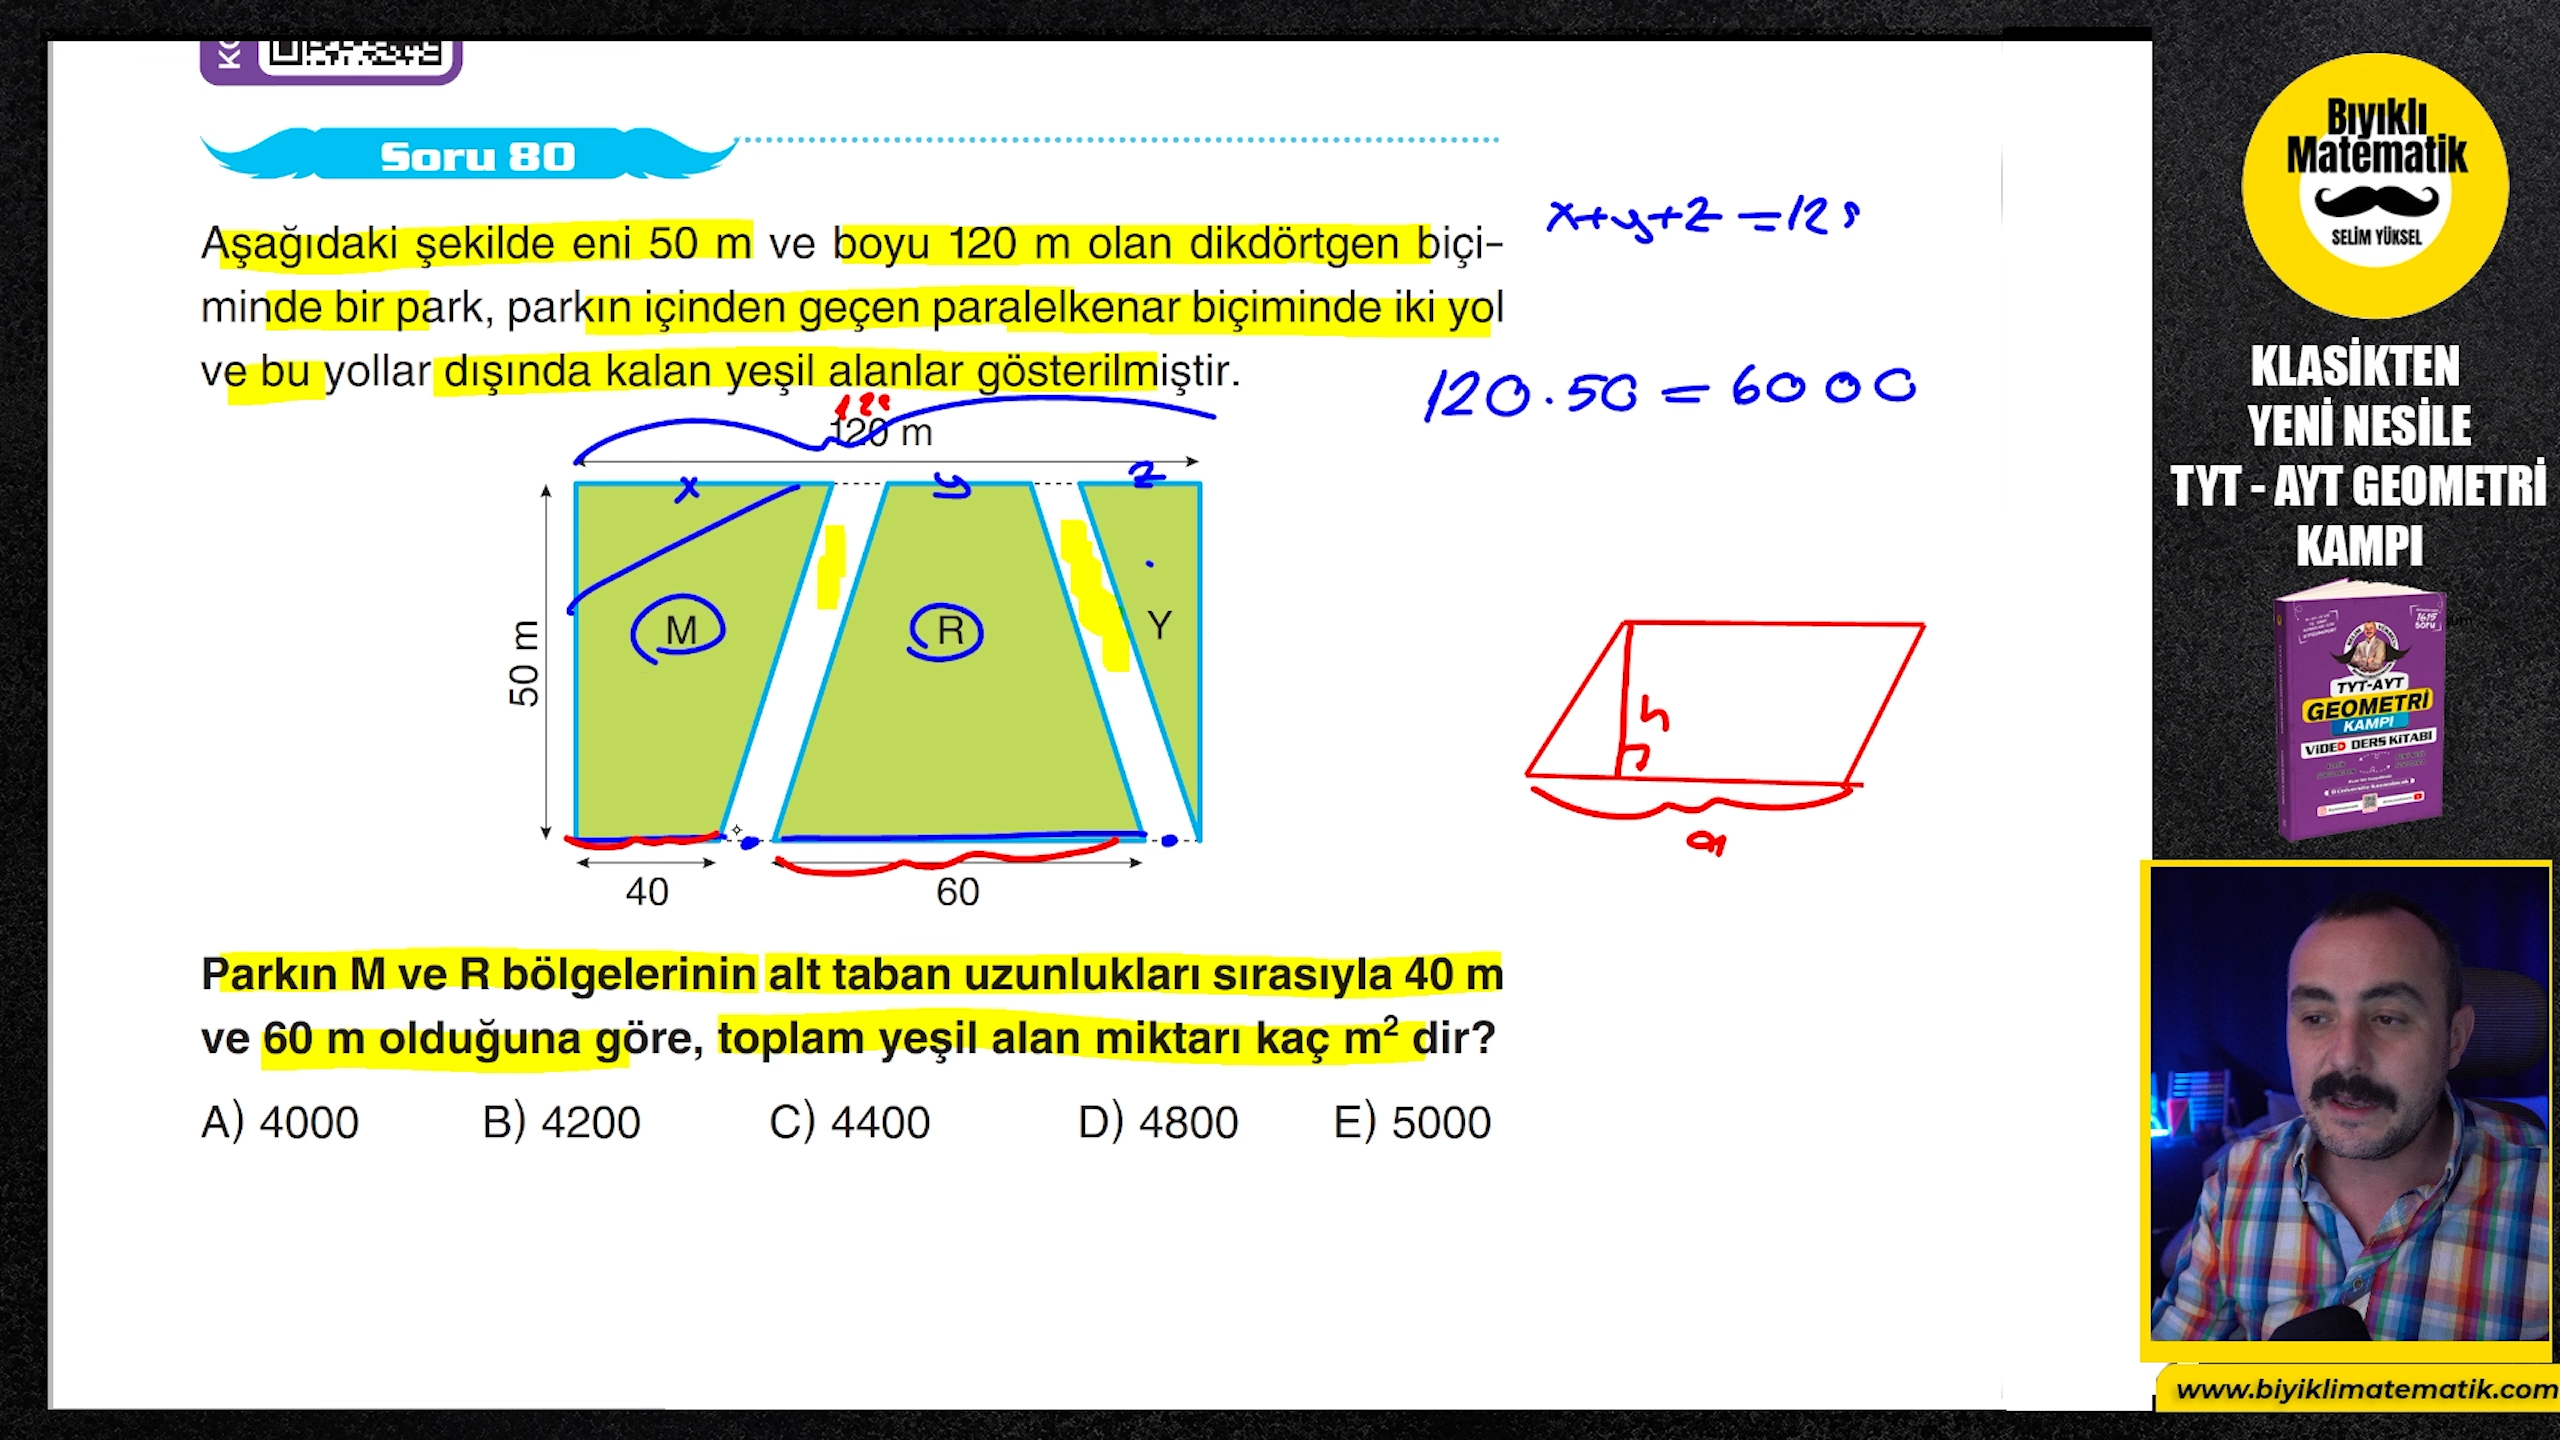 Soru 80
Aşağıdaki şekilde eni 50 m ve boyu 120 m olan dikdörtgen biçi-
minde bir park, parkın içinden geçen paralelkenar biçiminde iki yol
ve bu yollar dışında kalan yeşil alanlar gösterilmiştir.
x+y+z =12
120.50 = 6000
120
120 m
x
y
z
50 m
M
R
Y
h
a
40
60
Parkın M ve R bölgelerinin alt taban uzunlukları sırasıyla 40 m
ve 60 m olduğuna göre, toplam yeşil alan miktarı kaç m² dir?
A) 4000 B) 4200 C) 4400 D) 4800 E) 5000
Bıyıklı
Matematik
SELİM YÜKSEL
KLASİKTEN
YENİ NESİLE
TYT - AYT GEOMETRİ
KAMPI
1615
soru
TYT-AYT
GEOMETRİ
KAMPI
VİDEO DERS KİTABI
www.biyiklimatematik.com